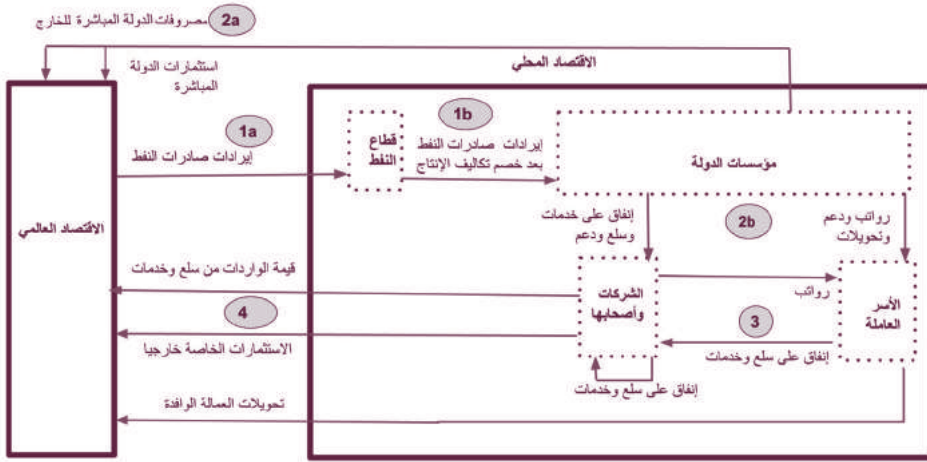 2a
مصروفات الدولة المباشرة للخارج
الاقتصاد المحلي
استثمارات الدولة
المباشرة
1a
إيرادات صادرات النفط
قطاع
النفط
1b
إيرادات صادرات النفط
بعد خصم تكاليف الإنتاج
مؤسسات الدولة
الاقتصاد العالمي
إنفاق على خدمات
وسلع ودعم
2b
رواتب ودعم
وتحويلات
قيمة الواردات من سلع وخدمات
الشركات
وأصحابها
رواتب
الأسر
العاملة
4
3
الاستثمارات الخاصة خارجيا
إنفاق على سلع وخدمات
إنفاق على سلع وخدمات
تحويلات العمالة الوافدة